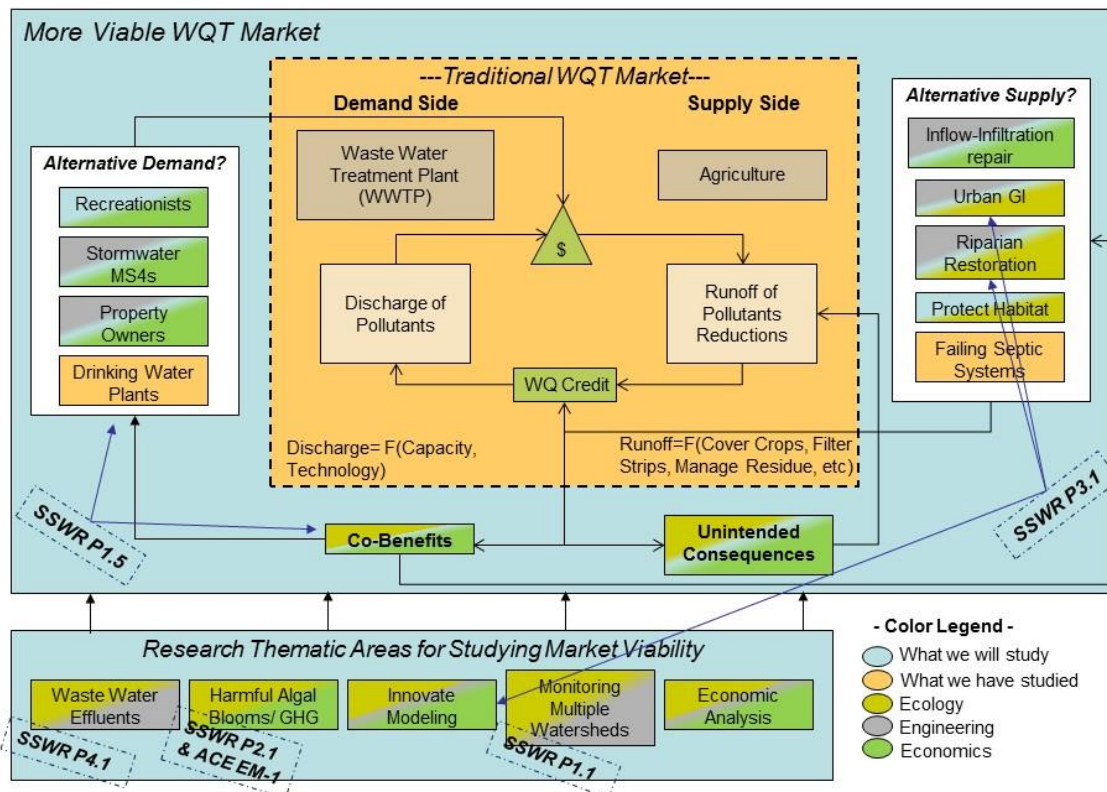 More Viable WQT Market
---Traditional WQT Market---
Demand Side
Supply Side
Waste Water
Treatment Plant
(WWTP)
Agriculture
$
Discharge of
Pollutants
Runoff of
Pollutants
Reductions
WQ Credit
Discharge= F(Capacity,
Technology)
Runoff=F(Cover Crops, Filter
Strips, Manage Residue, etc)
Alternative Demand?
Recreationists
Stormwater
MS4s
Property
Owners
Drinking Water
Plants
Alternative Supply?
Inflow-Infiltration
repair
Urban GI
Riparian
Restoration
Protect Habitat
Failing Septic
Systems
SSWR P1.5
Co-Benefits
Unintended
Consequences
SSWR P3.1
Research Thematic Areas for Studying Market Viability
Waste Water
Effluents
Harmful Algal
Blooms/ GHG
Innovate
Modeling
Monitoring
Multiple
Watersheds
Economic
Analysis
SSWR P4.1
SSWR P2.1
& ACE EM-1
SSWR P1.1
- Color Legend -
What we will study
What we have studied
Ecology
Engineering
Economics